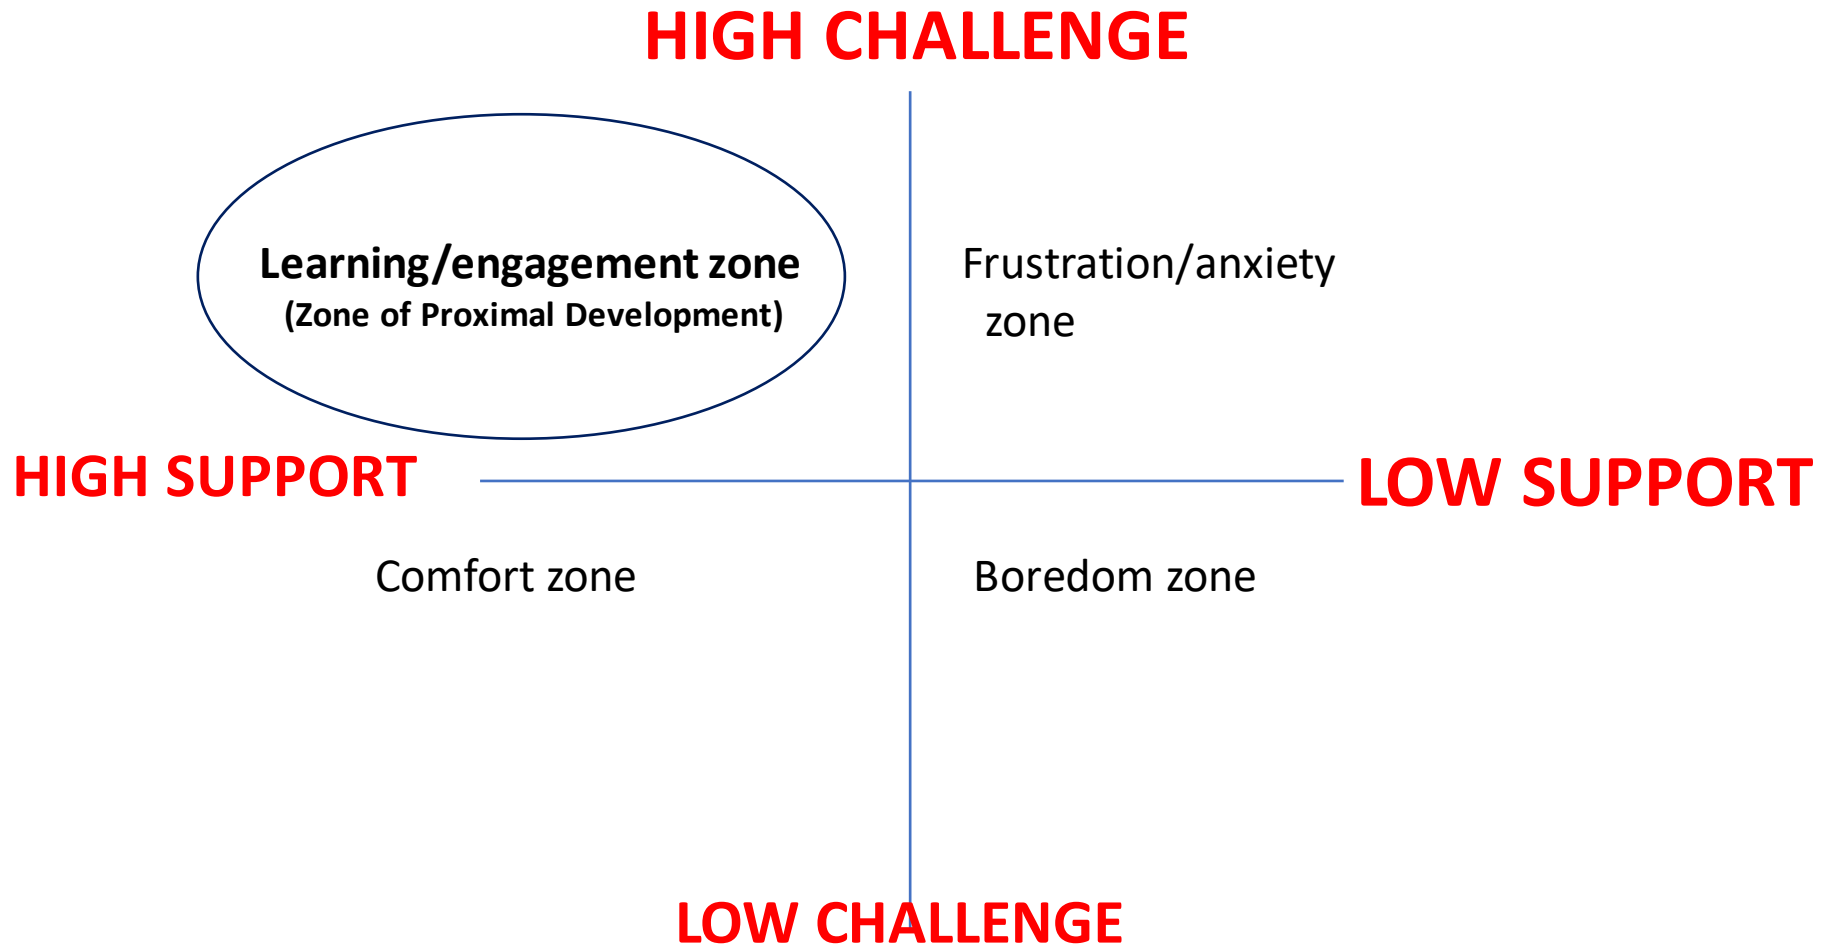 HIGH CHALLENGE
Learning/engagement zone
(Zone of Proximal Development)
Frustration/anxiety
zone
HIGH SUPPORT
LOW SUPPORT
Comfort zone
Boredom zone
LOW CHALLENGE